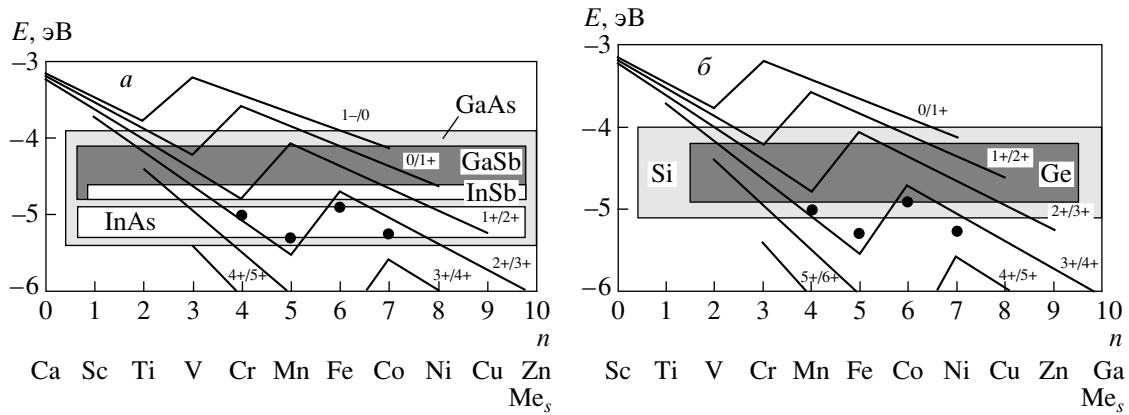 E, эВ
−3
a
1−/0
GaAs
−4
0/1+
GaSb
InSb
−5
InAs
1+/2+
2+/3+
4+/5+
3+/4+
−6
0 1 2 3 4 5 6 7 8 9 10
n
Ca Sc Ti V Cr Mn Fe Co Ni Cu Zn
Me_s
E, эВ
−3
б
0/1+
−4
1+/2+
Si
Ge
−5
2+/3+
3+/4+
5+/6+
4+/5+
−6
0 1 2 3 4 5 6 7 8 9 10
n
Sc Ti V Cr Mn Fe Co Ni Cu Zn Ga
Me_s